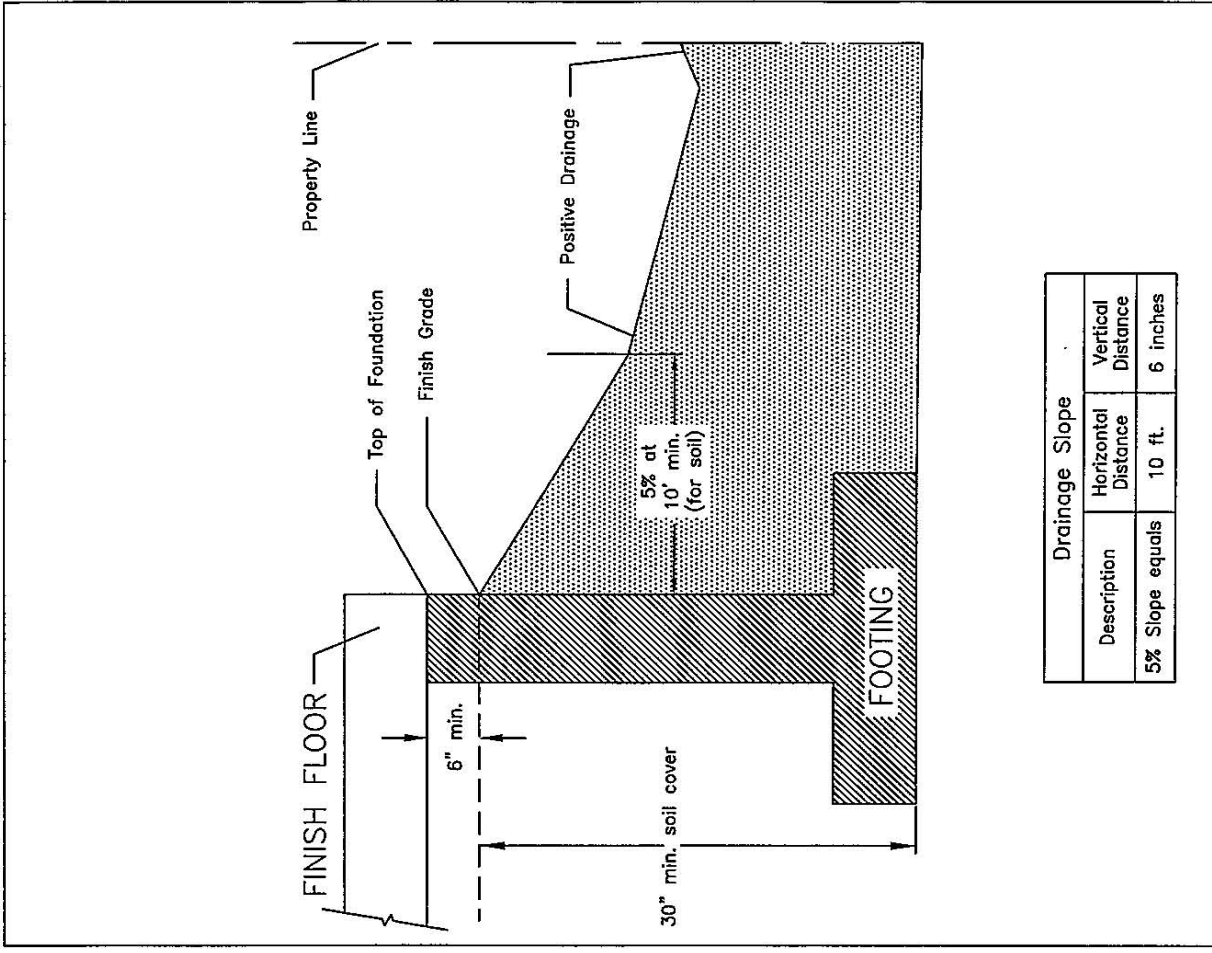 Property Line
Top of Foundation
Finish Grade
Positive Drainage
FINISH FLOOR
6" min.
5% at
10' min.
(for soil)
30" min. soil cover
FOOTING
Drainage Slope
Description
Horizontal
Distance
Vertical
Distance
5% Slope equals
10 ft.
6 inches